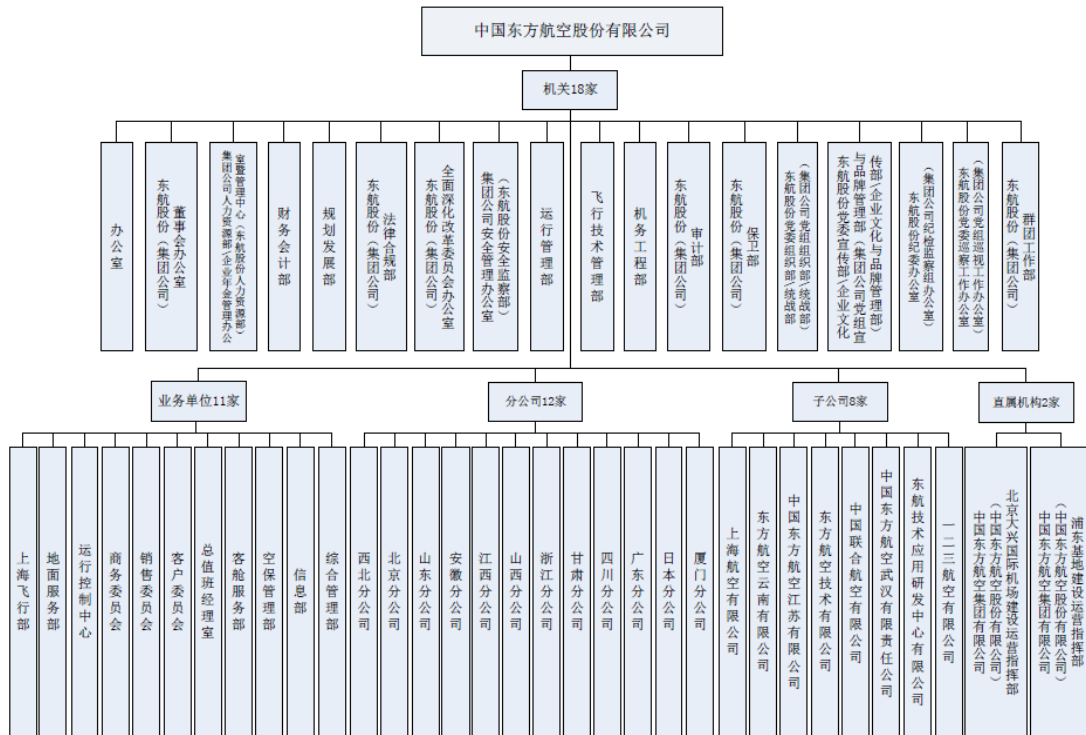 中国东方航空股份有限公司
机关18家
办公室
东航股份（集团公司）
董事会办公室
集团公司人力资源部/企业年金管理办公
室暨管理中心（东航股份人力资源部）
财务会计部
规划发展部
东航股份（集团公司）
法律合规部
东航股份（集团公司）
全面深化改革委员会办公室
集团公司安全管理办公室
（东航股份安全监察部）
运行管理部
飞行技术管理部
机务工程部
东航股份（集团公司）
审计部
东航股份（集团公司）
保卫部
东航股份党委组织部/统战部
（集团公司党组组织部/统战部）
东航股份党委宣传部/企业文化
与品牌管理部（集团公司党组宣
传部/企业文化与品牌管理部）
东航股份纪委办公室
（集团公司纪检监察组办公室）
东航股份党委巡察工作办公室
（集团公司党组巡视工作办公室）
东航股份（集团公司）
群团工作部
业务单位11家
分公司12家
子公司8家
直属机构2家
上海飞行部
地面服务部
运行控制中心
商务委员会
销售委员会
客户委员会
总值班经理室
客舱服务部
空保管理部
信息部
综合管理部
西北分公司
北京分公司
山东分公司
安徽分公司
江西分公司
山西分公司
浙江分公司
甘肃分公司
四川分公司
广东分公司
日本分公司
厦门分公司
上海航空有限公司
东方航空云南有限公司
中国东方航空江苏有限公司
东方航空技术有限公司
中国联合航空有限公司
中国东方航空武汉有限责任公司
东航技术应用研发中心有限公司
一二三航空有限公司
中国东方航空集团有限公司
（中国东方航空股份有限公司）
北京大兴国际机场建设运营指挥部
中国东方航空集团有限公司
（中国东方航空股份有限公司）
浦东基地建设运营指挥部